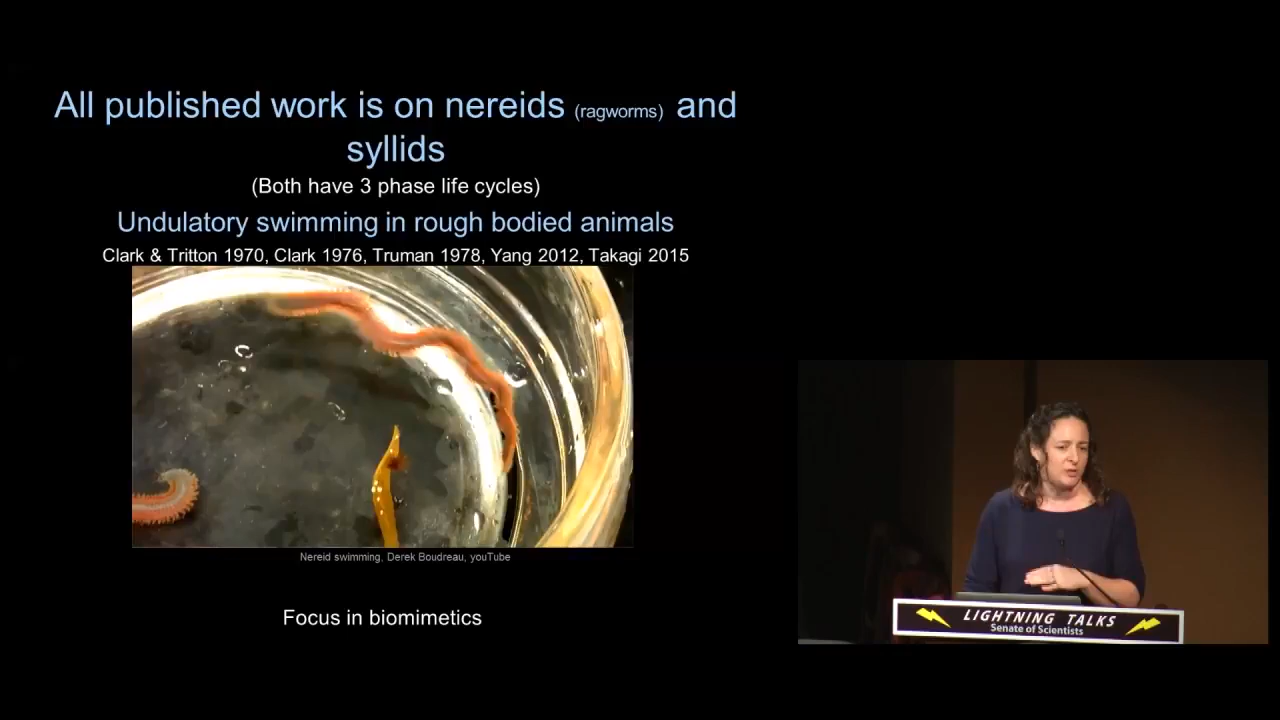 All published work is on nereids (ragworms) and
syllids
(Both have 3 phase life cycles)
Undulatory swimming in rough bodied animals
Clark & Tritton 1970, Clark 1976, Truman 1978, Yang 2012, Takagi 2015
Nereid swimming, Derek Boudreau, youTube
Focus in biomimetics
LIGHTNING TALKS
Senate of Scientists